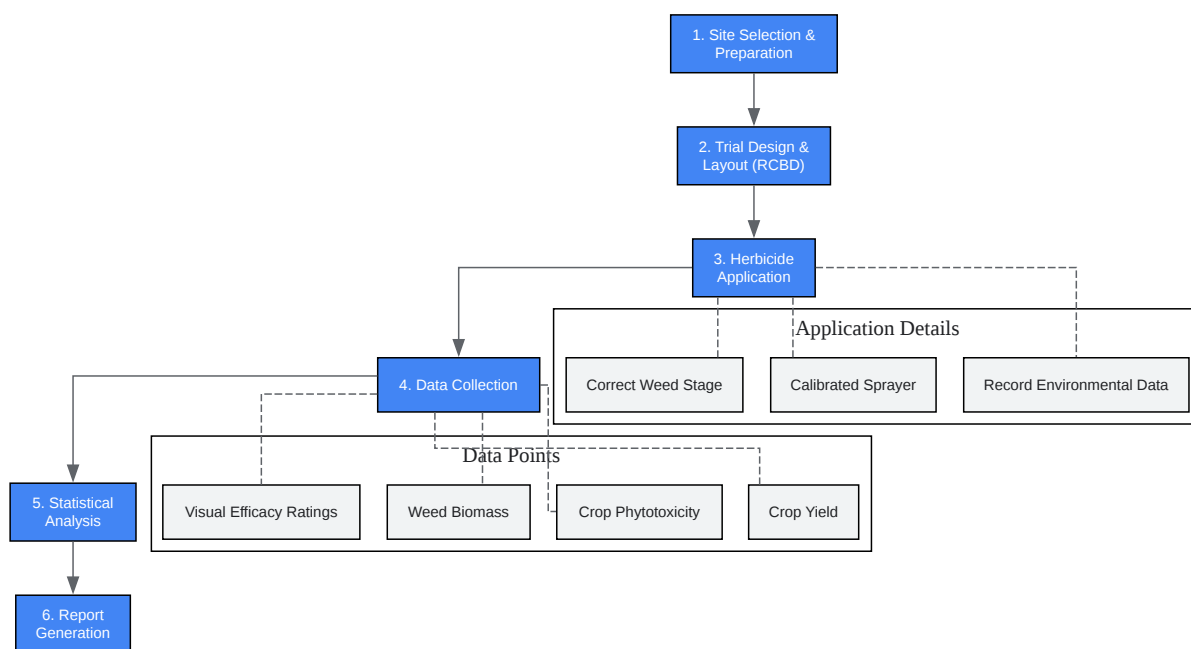 1. Site Selection &
Preparation
2. Trial Design &
Layout (RCBD)
3. Herbicide
Application
Application Details
Correct Weed Stage
Calibrated Sprayer
Record Environmental Data
4. Data Collection
Data Points
Visual Efficacy Ratings
Weed Biomass
Crop Phytotoxicity
Crop Yield
5. Statistical
Analysis
6. Report
Generation